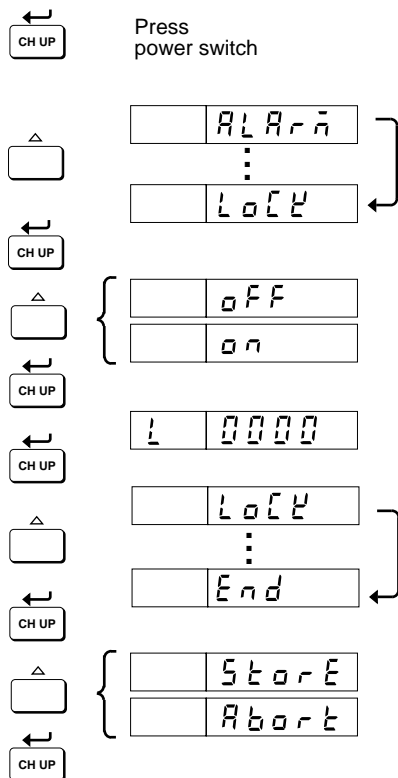 CH UP
Press
power switch
ALArm
LoCK
CH UP
oFF
on
CH UP
L 0000
CH UP
LoCK
End
CH UP
StorE
Abort
CH UP